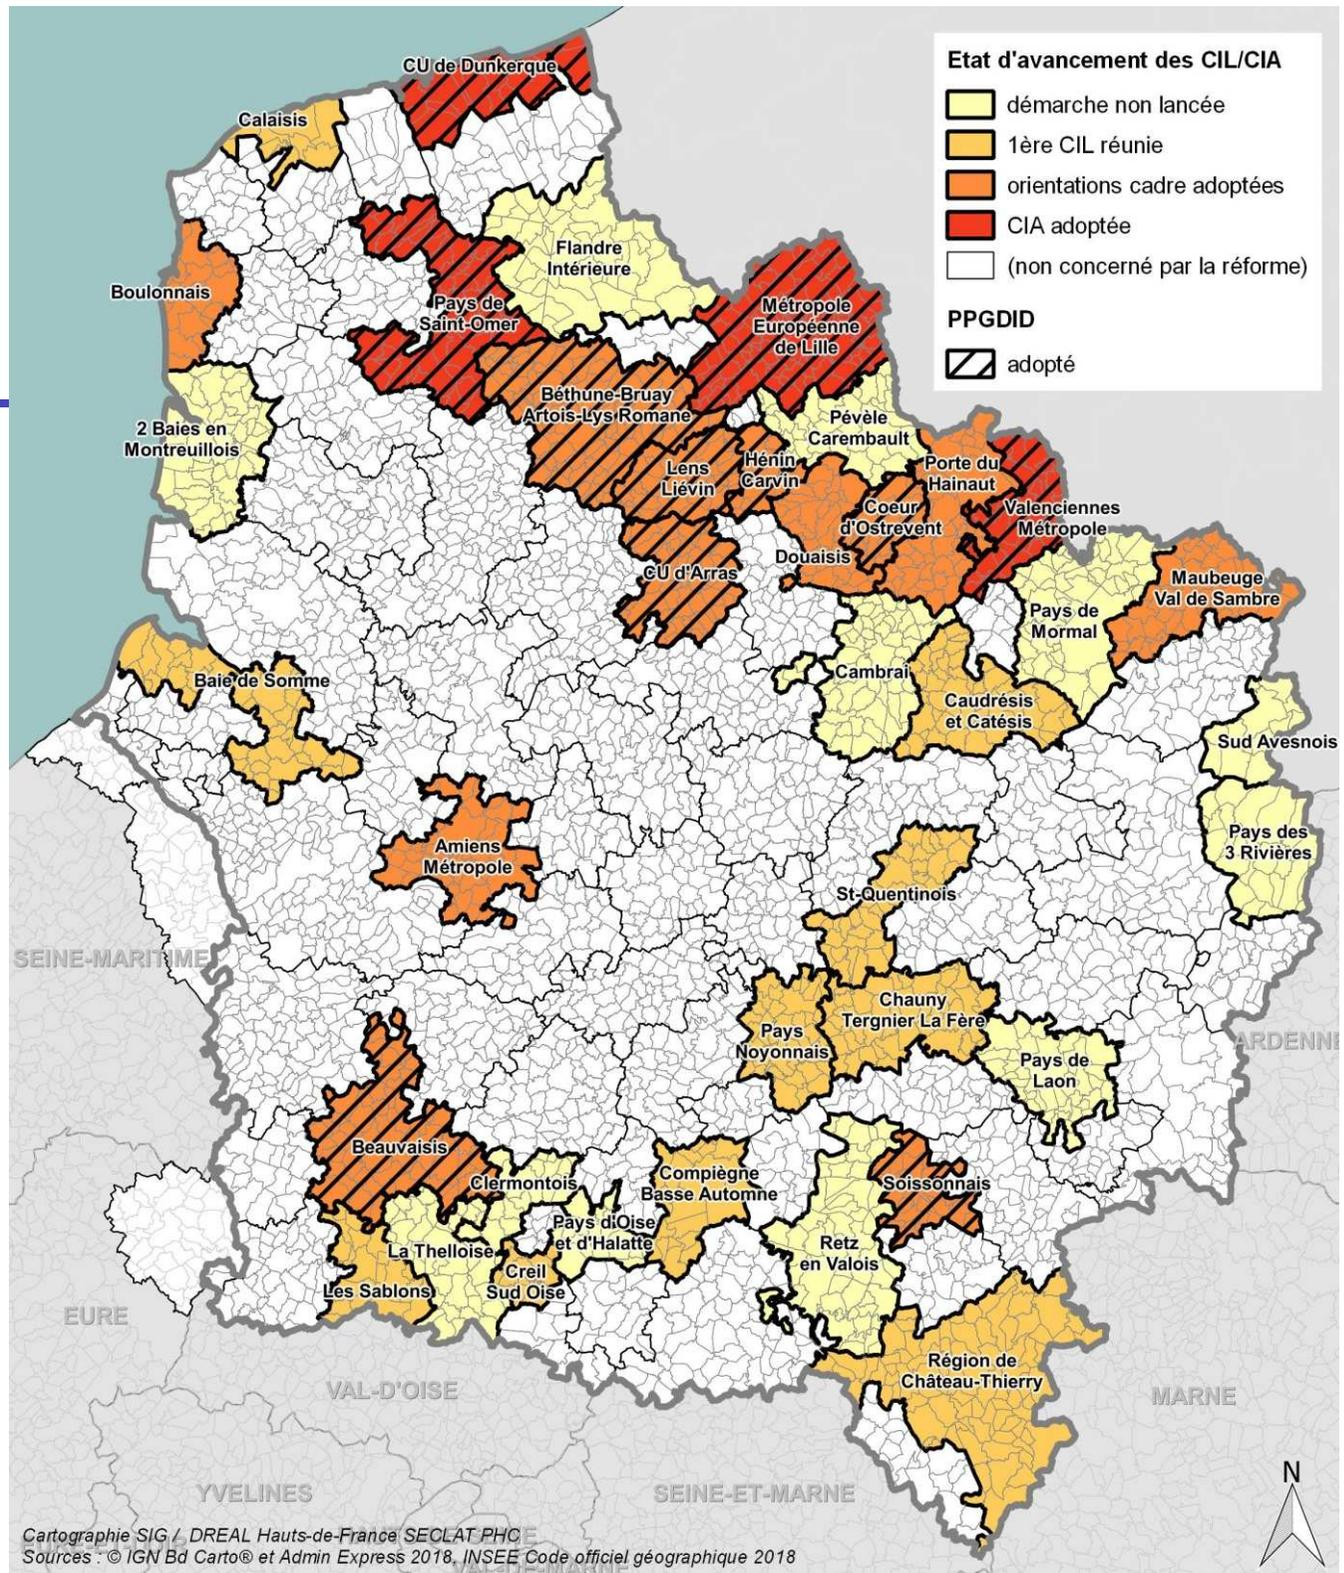 Etat d'avancement des CIL/CIA
démarche non lancée
1ère CIL réunie
orientations cadre adoptées
CIA adoptée
(non concerné par la réforme)
PPGDID
adopté
CU de Dunkerque
Calaisis
Flandre
Intérieure
Boulonnais
Pays de
Saint-Omer
Métropole
Européenne
de Lille
Béthune-Bruay
Artois-Lys Romane
2 Baies en
Montreuillois
Pévèle
Carembault
Lens
Liévin
Hénin
Carvin
Porte du
Hainaut
Coeur
d'Ostrevent
Valenciennes
Métropole
Douaisis
CU d'Arras
Maubeuge
Val de Sambre
Pays de
Mormal
Cambrai
Baie de Somme
Caudrésis
et Catésis
Sud Avesnois
Pays des
3 Rivières
Amiens
Métropole
St-Quentinois
SEINE-MARITIME
Chauny
Tergnier La Fère
Pays
Noyonnais
ARDENNE
Pays de
Laon
Beauvaisis
Clermontois
Compiègne
Basse Automne
Soissonnais
Pays d'Oise
et d'Halatte
La Thelloise
Retz
en Valois
Creil
Sud Oise
Les Sablons
EURE
Région de
Château-Thierry
VAL-D'OISE
MARNE
YVELINES
SEINE-ET-MARNE
N
Cartographie SIG / DREAL Hauts-de-France SECLAT PHC
Sources : © IGN Bd Carto® et Admin Express 2018, INSEE Code officiel géographique 2018
VAL-DE-MARNE